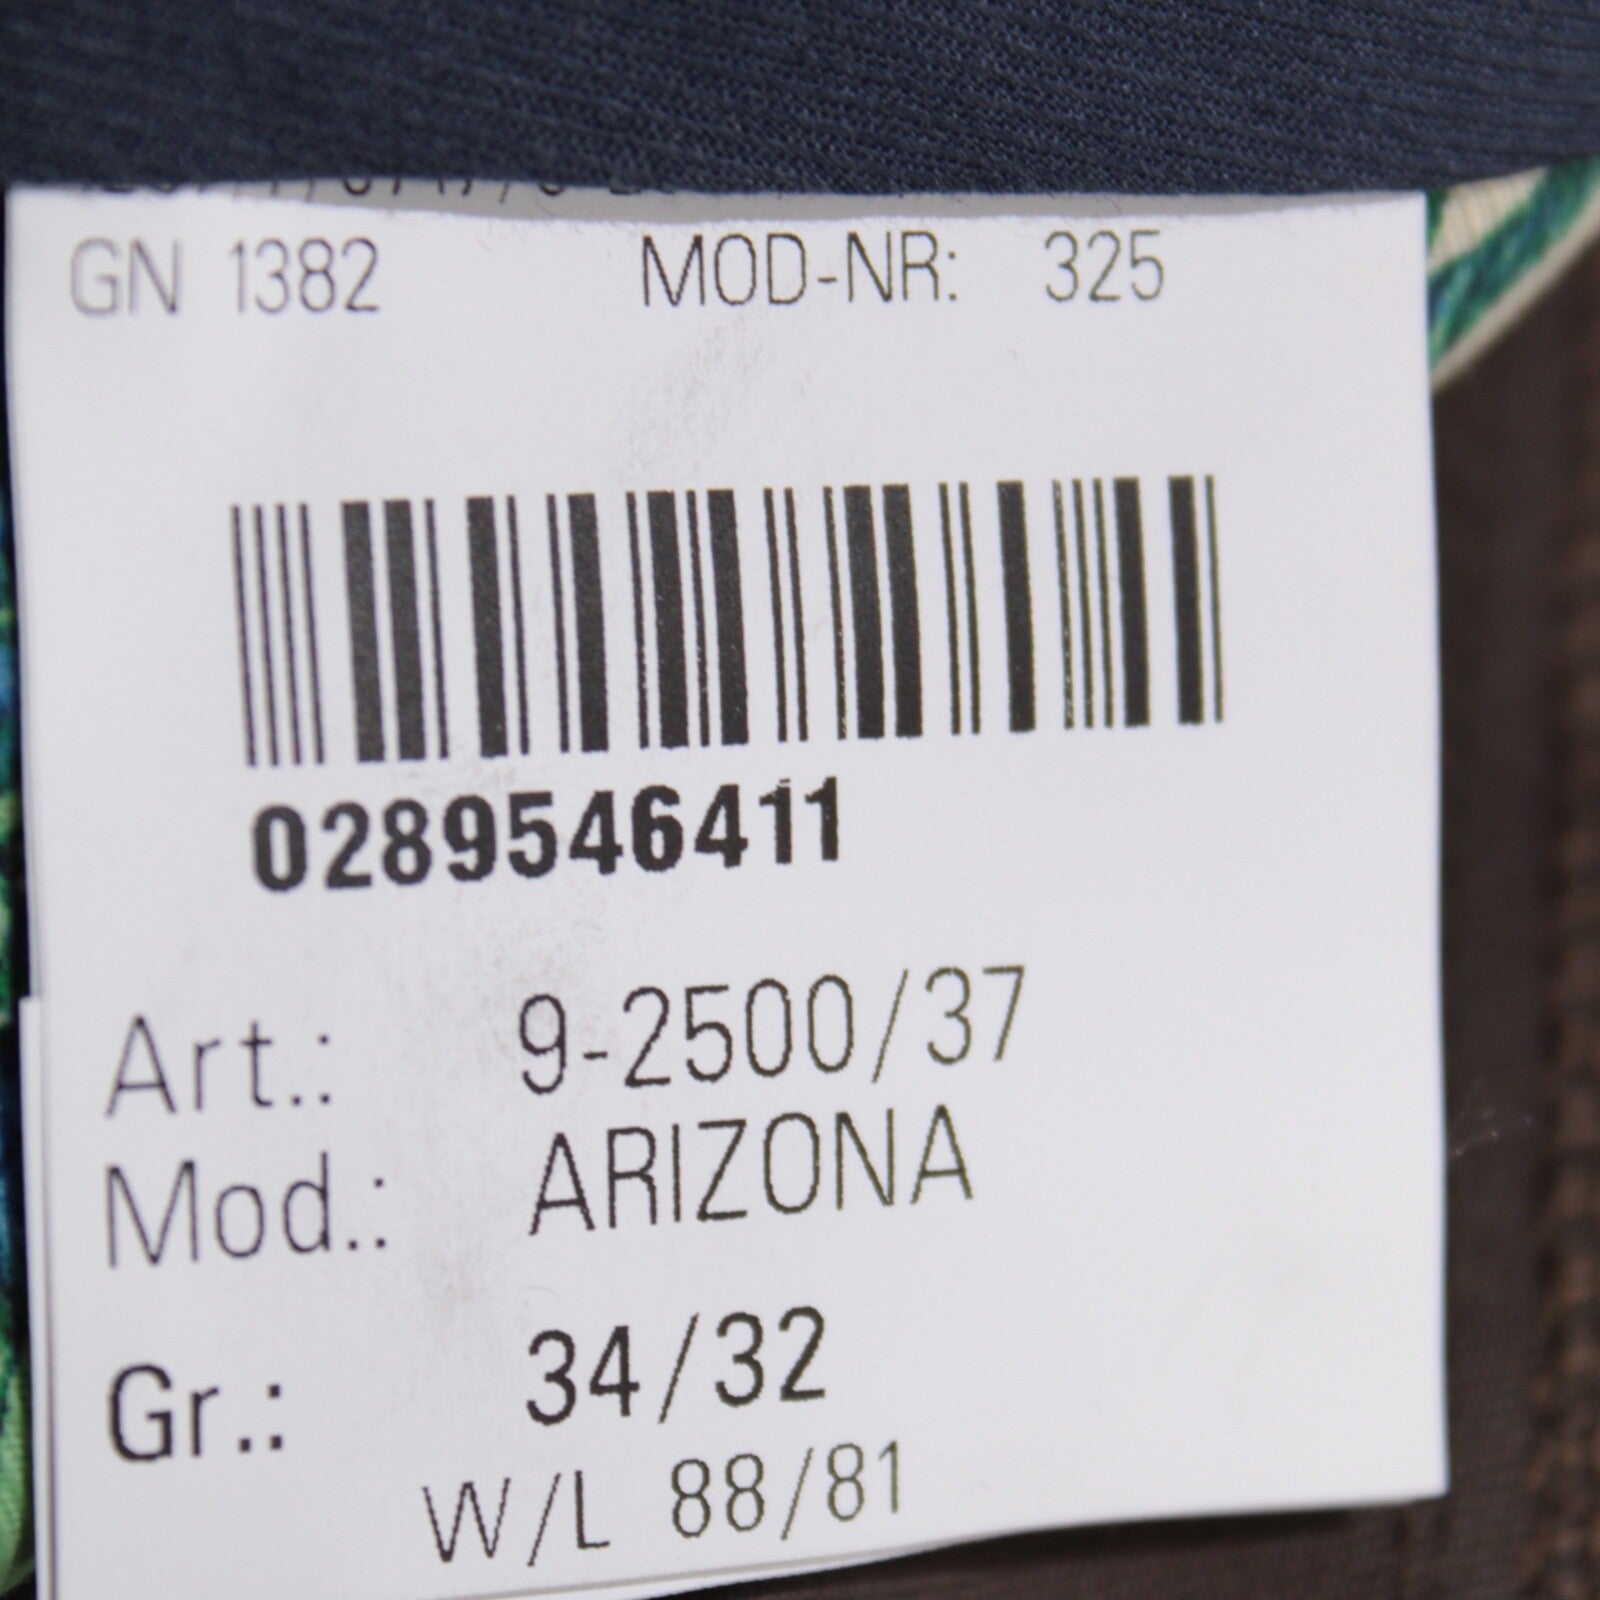 GN 1382 MOD-NR: 325
0289546411
Art.: 9-2500/37
Mod.: ARIZONA
Gr.: 34/32
W/L 88/81